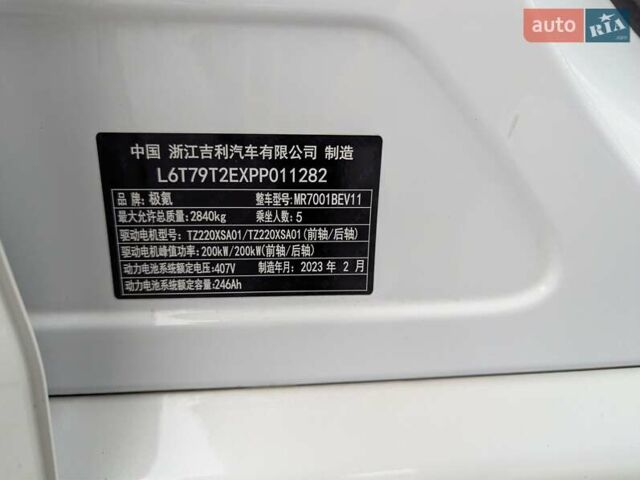 auto RIA .com
中国 浙江吉利汽车有限公司 制造
L6T79T2EXPP011282
品牌:极氪 整车型号:MR7001BEV11
最大允许总质量:2840kg 乘坐人数:5
驱动电机型号:TZ220XSA01/TZ220XSA01(前轴/后轴)
驱动电机峰值功率:200kW/200kW(前轴/后轴)
动力电池系统额定电压:407V 制造年月:2023 年 2 月
动力电池系统额定容量:246Ah